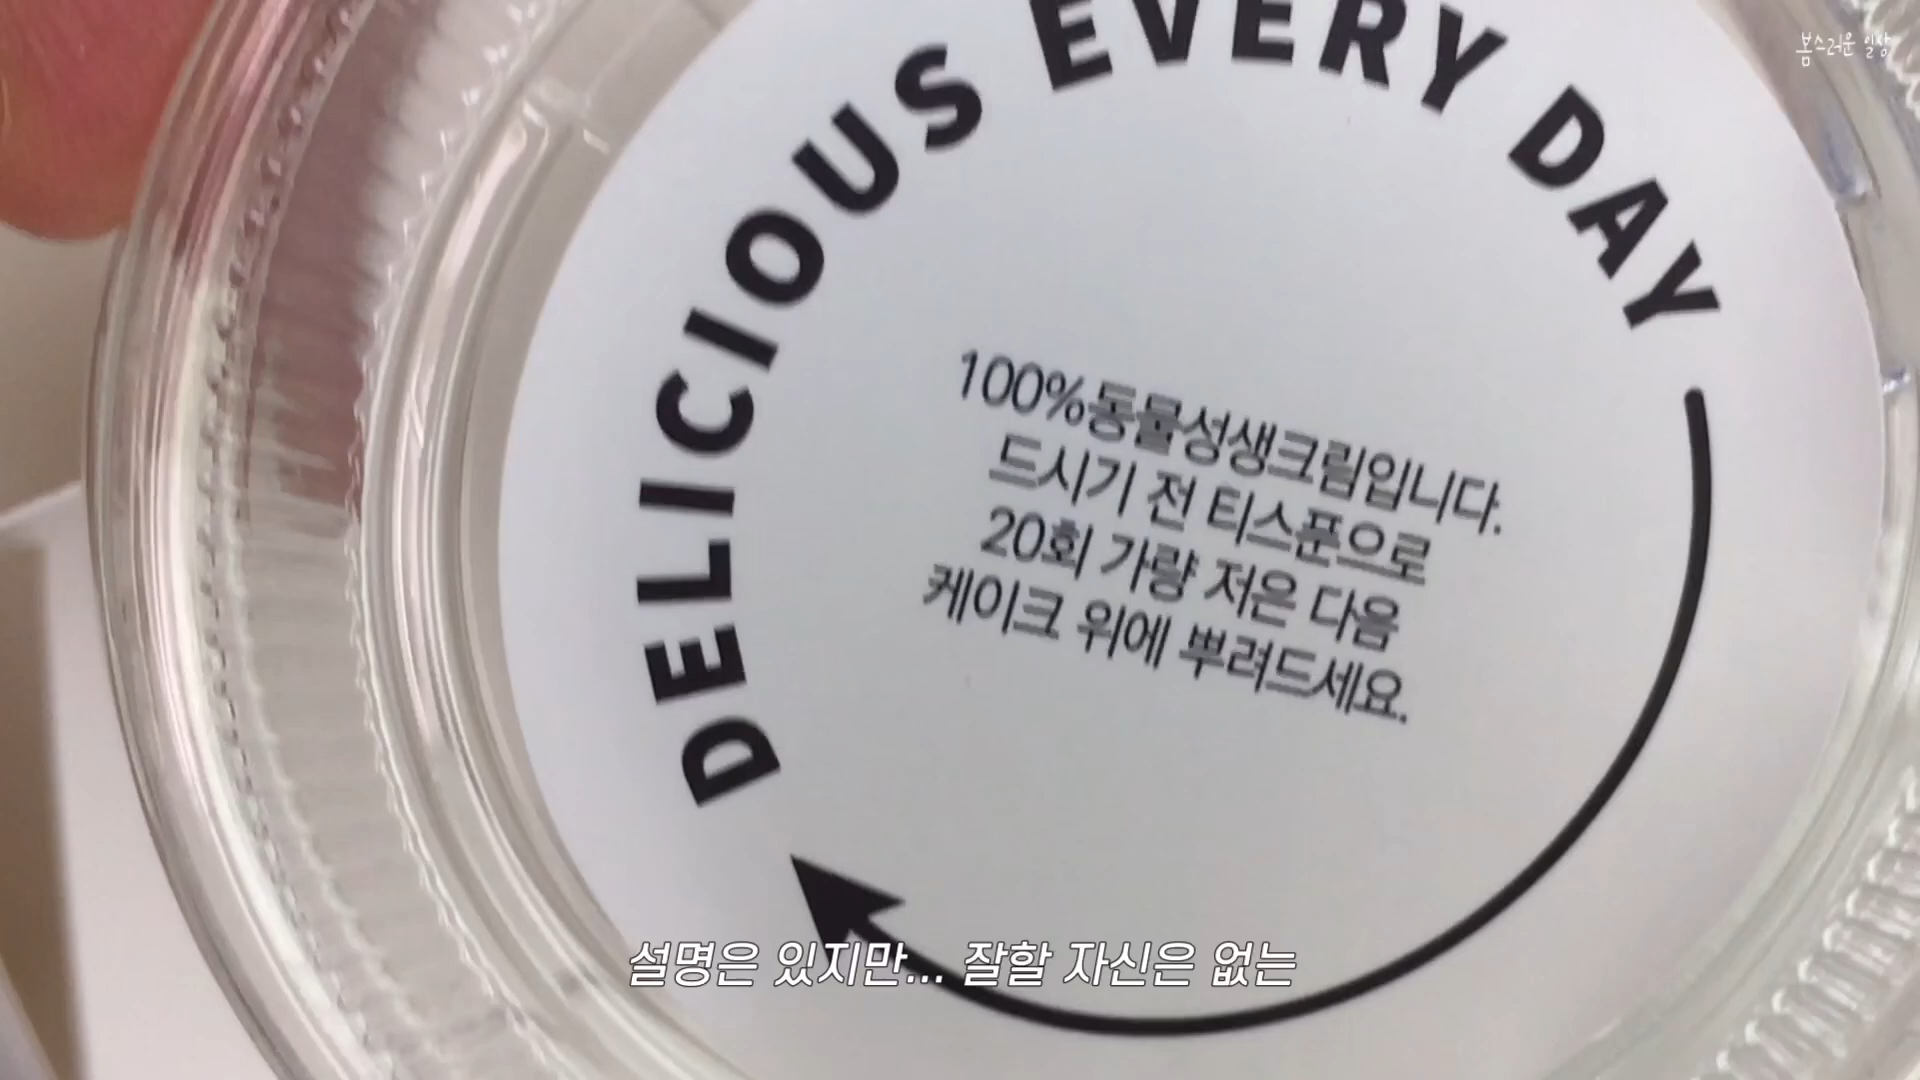 봄스러운 일상
DELICIOUS EVERY DAY
100%동물성생크림입니다.
드시기 전 티스푼으로
20회 가량 저은 다음
케이크 위에 뿌려드세요.
설명은 있지만... 잘할 자신은 없는